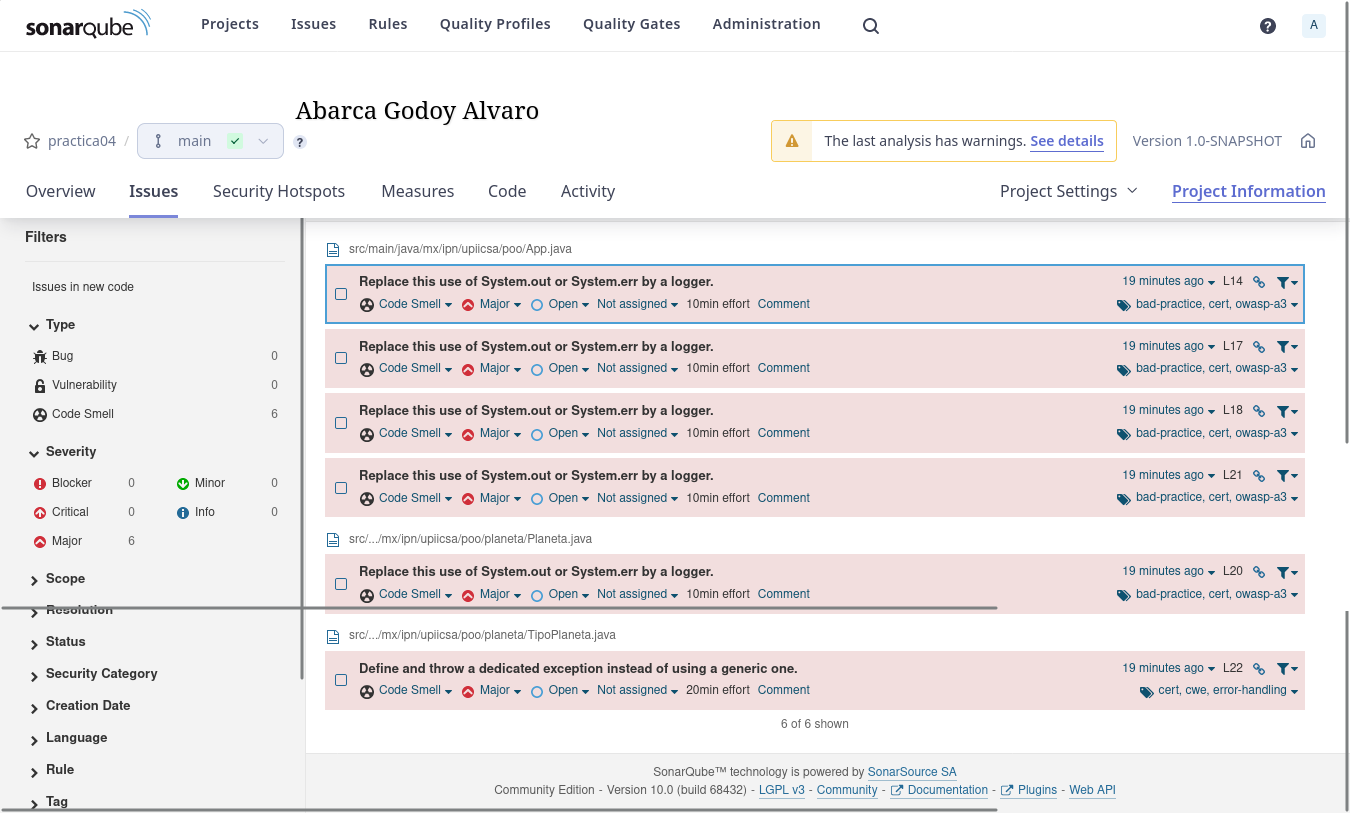 sonarqube Projects Issues Rules Quality Profiles Quality Gates Administration ? A
Abarca Godoy Alvaro
practica04 / main ? The last analysis has warnings. See details Version 1.0-SNAPSHOT
Overview Issues Security Hotspots Measures Code Activity Project Settings Project Information
Filters
Issues in new code
Type
Bug 0
Vulnerability 0
Code Smell 6
Severity
Blocker 0 Minor 0
Critical 0 Info 0
Major 6
Scope
Resolution
Status
Security Category
Creation Date
Language
Rule
Tag
src/main/java/mx/ipn/upiicsa/poo/App.java
Replace this use of System.out or System.err by a logger. 19 minutes ago L14
Code Smell Major Open Not assigned 10min effort Comment bad-practice, cert, owasp-a3
Replace this use of System.out or System.err by a logger. 19 minutes ago L17
Code Smell Major Open Not assigned 10min effort Comment bad-practice, cert, owasp-a3
Replace this use of System.out or System.err by a logger. 19 minutes ago L18
Code Smell Major Open Not assigned 10min effort Comment bad-practice, cert, owasp-a3
Replace this use of System.out or System.err by a logger. 19 minutes ago L21
Code Smell Major Open Not assigned 10min effort Comment bad-practice, cert, owasp-a3
src/.../mx/ipn/upiicsa/poo/planeta/Planeta.java
Replace this use of System.out or System.err by a logger. 19 minutes ago L20
Code Smell Major Open Not assigned 10min effort Comment bad-practice, cert, owasp-a3
src/.../mx/ipn/upiicsa/poo/planeta/TipoPlaneta.java
Define and throw a dedicated exception instead of using a generic one. 19 minutes ago L22
Code Smell Major Open Not assigned 20min effort Comment cert, cwe, error-handling
6 of 6 shown
SonarQube™ technology is powered by SonarSource SA
Community Edition - Version 10.0 (build 68432) - LGPL v3 - Community - Documentation - Plugins - Web API